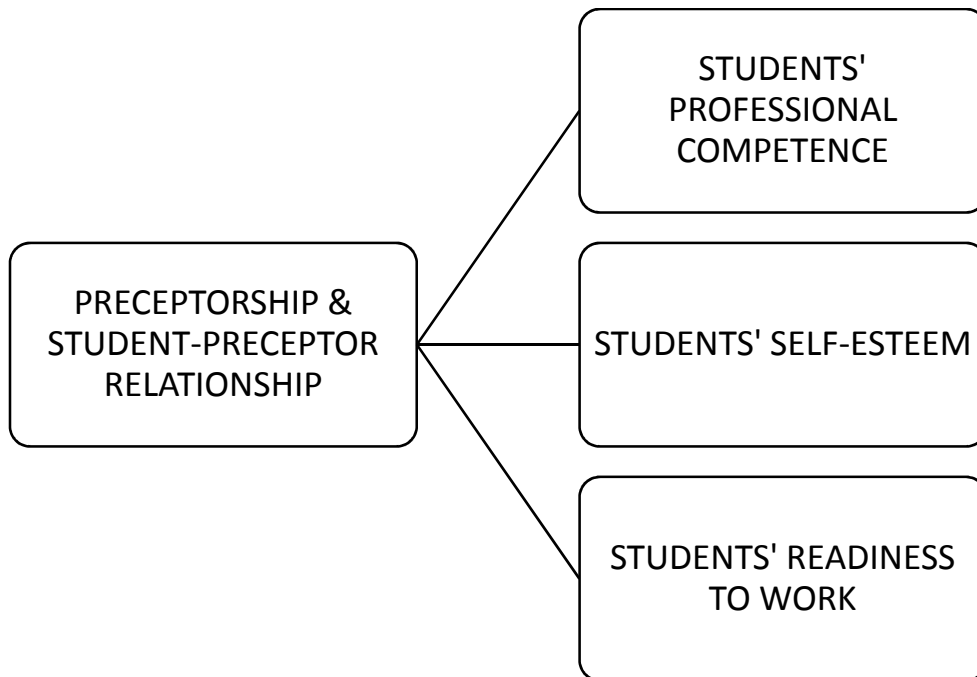 PRECEPTORSHIP &
STUDENT-PRECEPTOR
RELATIONSHIP
STUDENTS'
PROFESSIONAL
COMPETENCE
STUDENTS' SELF-ESTEEM
STUDENTS' READINESS
TO WORK